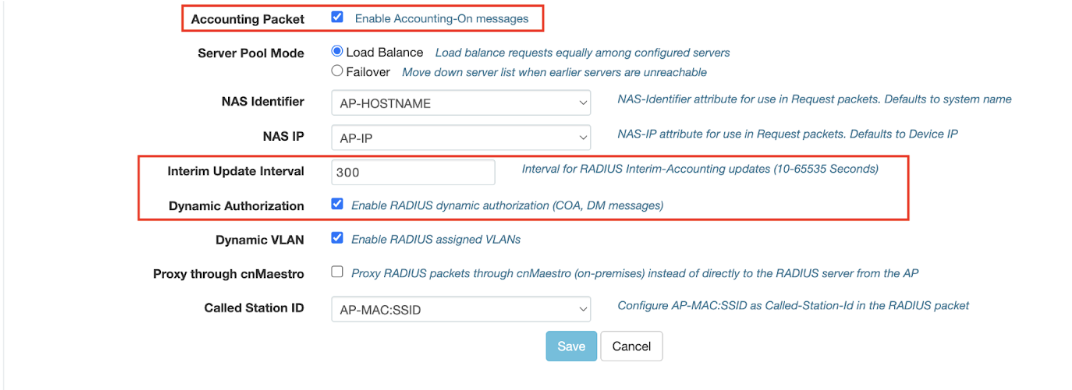 Accounting Packet Enable Accounting-On messages
Server Pool Mode Load Balance Load balance requests equally among configured servers
Failover Move down server list when earlier servers are unreachable
NAS Identifier AP-HOSTNAME NAS-Identifier attribute for use in Request packets. Defaults to system name
NAS IP AP-IP NAS-IP attribute for use in Request packets. Defaults to Device IP
Interim Update Interval 300 Interval for RADIUS Interim-Accounting updates (10-65535 Seconds)
Dynamic Authorization Enable RADIUS dynamic authorization (COA, DM messages)
Dynamic VLAN Enable RADIUS assigned VLANs
Proxy through cnMaestro Proxy RADIUS packets through cnMaestro (on-premises) instead of directly to the RADIUS server from the AP
Called Station ID AP-MAC:SSID Configure AP-MAC:SSID as Called-Station-Id in the RADIUS packet
Save Cancel